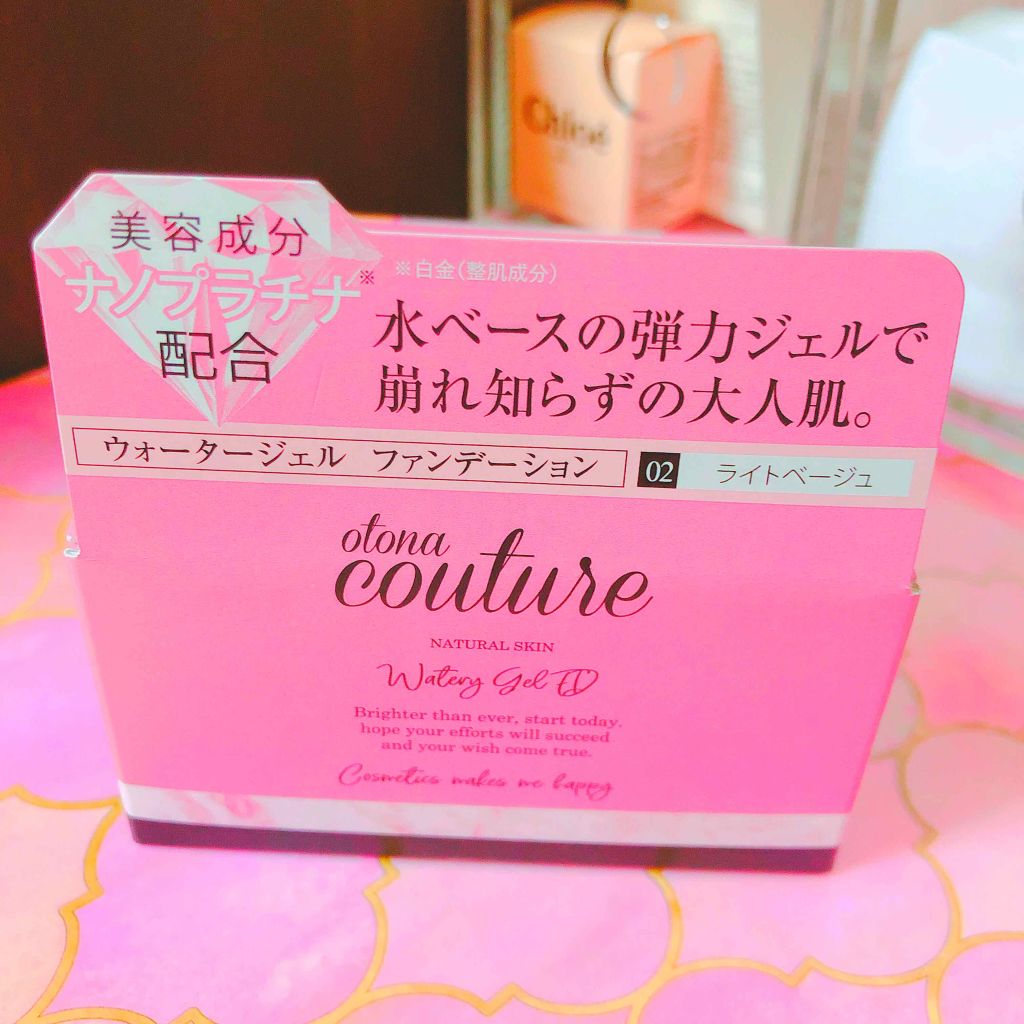 美容成分
ナノプラチナ※
配合
※白金(整肌成分)
水ベースの弾力ジェルで
崩れ知らずの大人肌。
ウォータージェル ファンデーション
02 ライトベージュ
otona
couture
NATURAL SKIN
Watery Gel FD
Brighter than ever, start today.
hope your efforts will succeed
and your wish come true.
Cosmetics makes me happy
Chloé